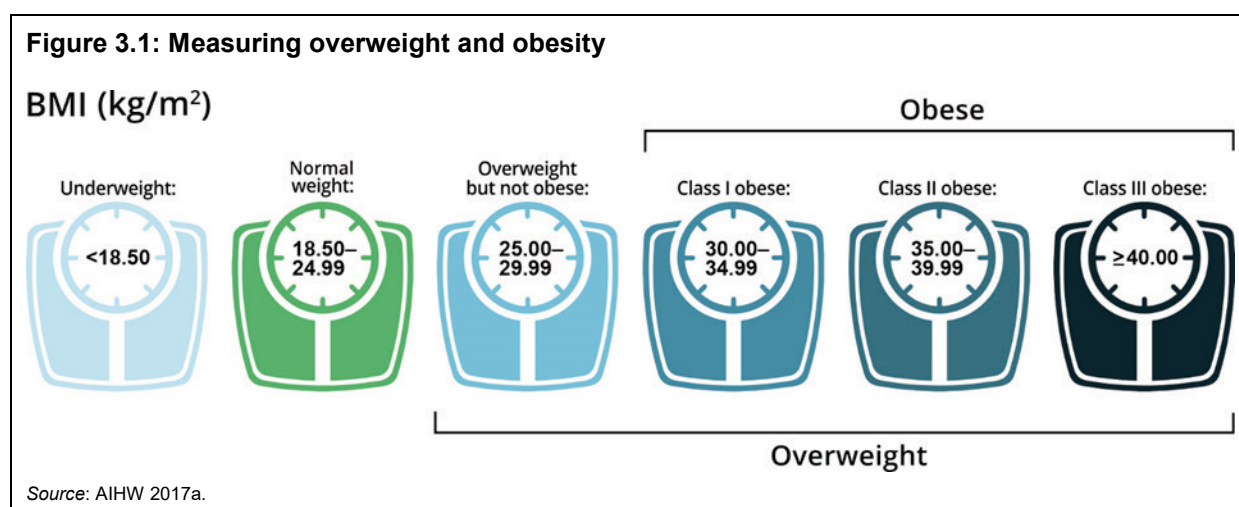 Figure 3.1: Measuring overweight and obesity
BMI (kg/m²)
Obese
Underweight:
<18.50
Normal
weight:
18.50–
24.99
Overweight
but not obese:
25.00–
29.99
Class I obese:
30.00–
34.99
Class II obese:
35.00–
39.99
Class III obese:
≥40.00
Overweight
Source: AIHW 2017a.